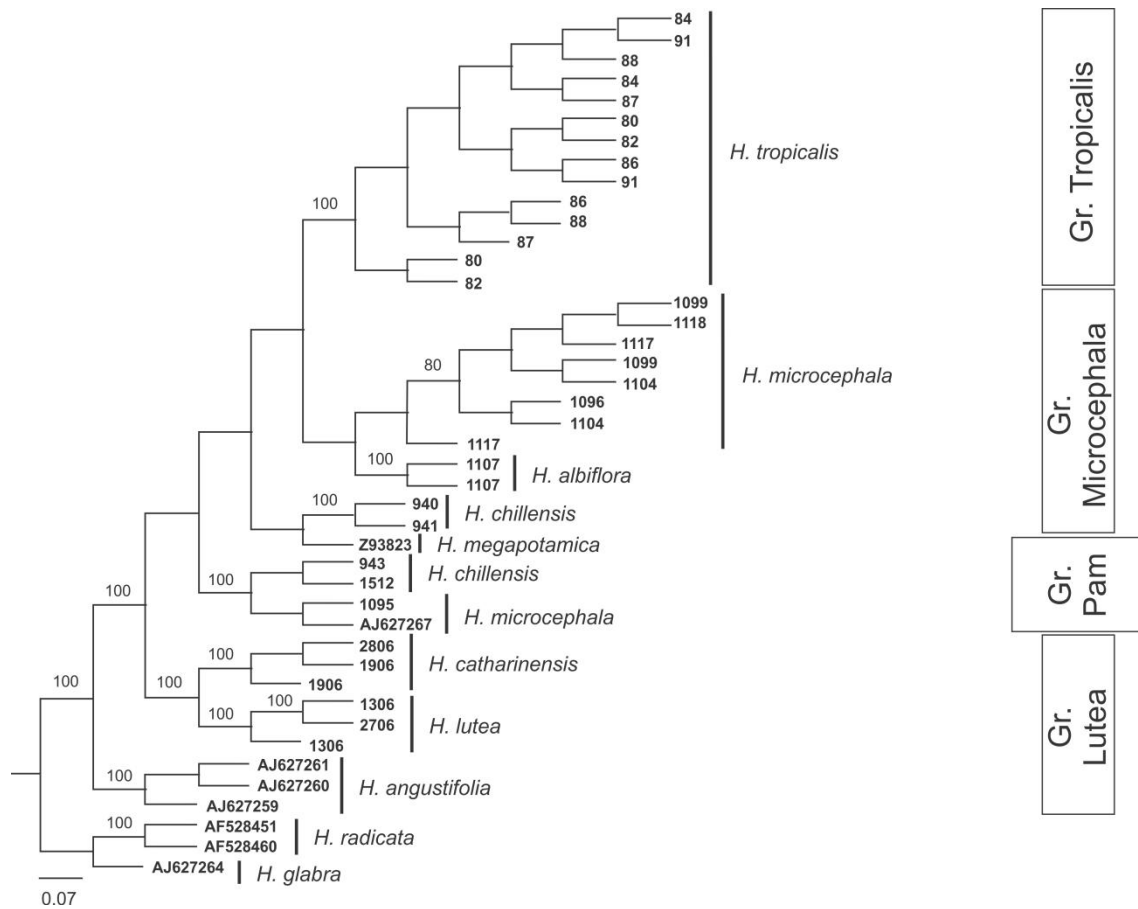 84
91
88
84
87
80
82
86
91
H. tropicalis
100
86
88
87
80
82
Gr. Tropicalis
1099
1118
1117
1099
1104
80
H. microcephala
1096
1104
1117
100
1107
1107
H. albiflora
100
940
941
H. chillensis
Z93823
H. megapotamica
Gr.
Microcephala
100
943
1512
H. chillensis
1095
AJ627267
H. microcephala
Gr.
Pam
100
100
100
2806
1906
1906
H. catharinensis
100
100
100
1306
2706
1306
H. lutea
Gr.
Lutea
100
AJ627261
AJ627260
AJ627259
H. angustifolia
100
AF528451
AF528460
H. radicata
AJ627264
H. glabra
0.07